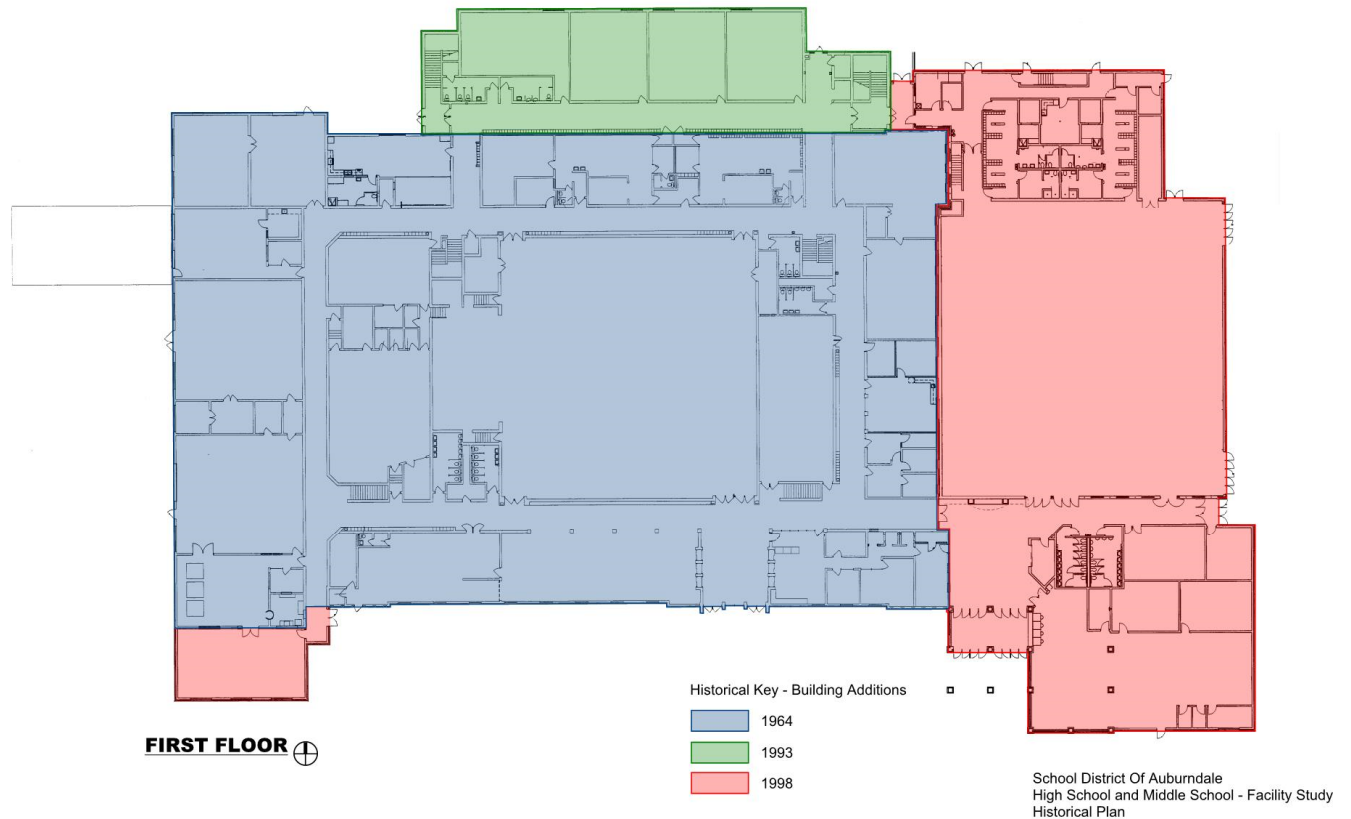 Historical Key - Building Additions
1964
1993
1998
FIRST FLOOR
School District Of Auburndale
High School and Middle School - Facility Study
Historical Plan